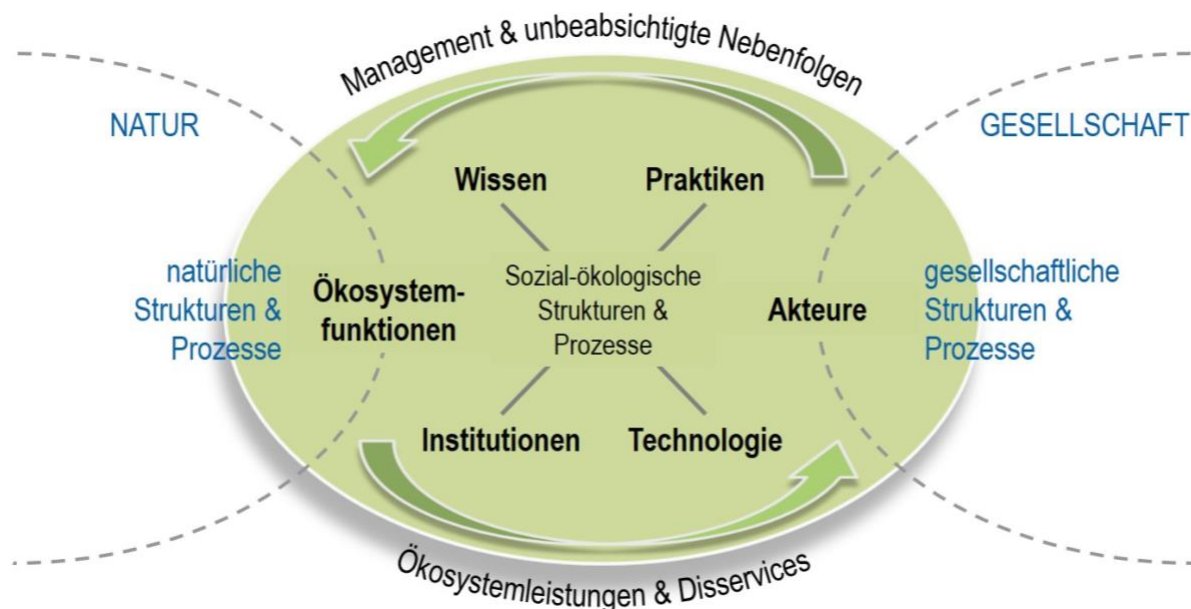 Management & unbeabsichtigte Nebenfolgen
NATUR
GESELLSCHAFT
Wissen
Praktiken
natürliche
Strukturen &
Prozesse
Ökosystem-
funktionen
Sozial-ökologische
Strukturen &
Prozesse
Akteure
gesellschaftliche
Strukturen &
Prozesse
Institutionen
Technologie
Ökosystemleistungen & Disservices